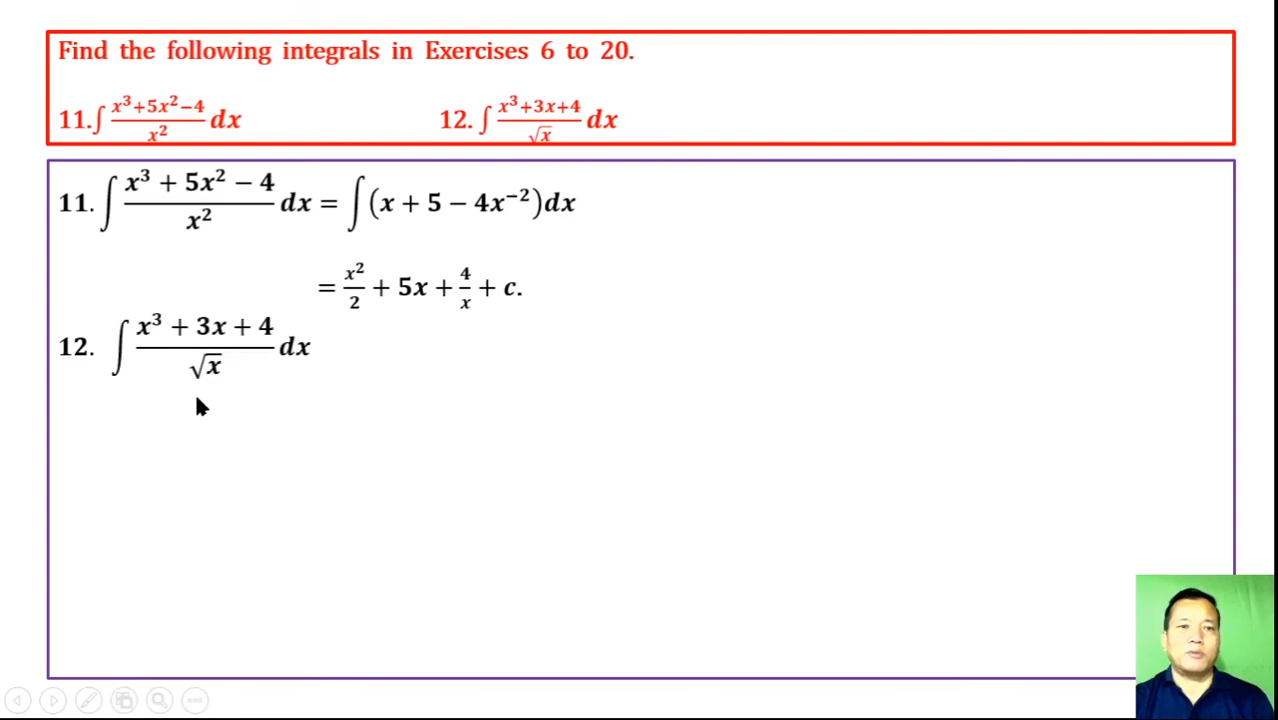 Find the following integrals in Exercises 6 to 20.
11.∫ (x³+5x²−4)/x² dx 12. ∫ (x³+3x+4)/√x dx
11. ∫ (x³ + 5x² − 4)/x² dx = ∫(x + 5 − 4x⁻²)dx
= x²/2 + 5x + 4/x + c.
12. ∫ (x³ + 3x + 4)/√x dx